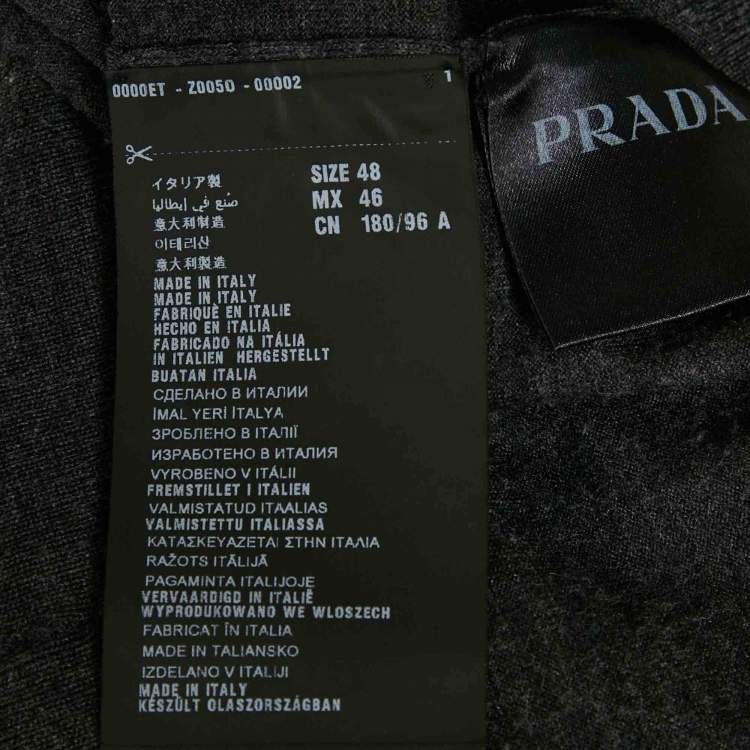 0000ET - Z0050 - 00002 1
PRADA
イタリア製
صنع في إيطاليا
意大利制造
이태리산
意大利製造
SIZE 48
MX 46
CN 180/96 A
MADE IN ITALY
MADE IN ITALY
FABRIQUÈ EN ITALIE
HECHO EN ITALIA
FABRICADO NA ITÁLIA
IN ITALIEN HERGESTELLT
BUATAN ITALIA
СДЕЛАНО В ИТАЛИИ
İMAL YERİ İTALYA
ЗРОБЛЕНО В ІТАЛІЇ
ИЗРАБОТЕНО В ИТАЛИЯ
VYROBENO V ITÁLII
FREMSTILLET I ITALIEN
VALMISTATUD ITAALIAS
VALMISTETTU ITALIASSA
ΚΑΤΑΣΚΕΥΑΖΕΤΑΙ ΣΤΗΝ ΙΤΑΛΙΑ
RAŽOTS ITĀLIJĀ
PAGAMINTA ITALIJOJE
VERVAARDIGD IN ITALIË
WYPRODUKOWANO WE WLOSZECH
FABRICAT ÎN ITALIA
MADE IN TALIANSKO
IZDELANO V ITALIJI
MADE IN ITALY
KÉSZÜLT OLASZORSZÁGBAN